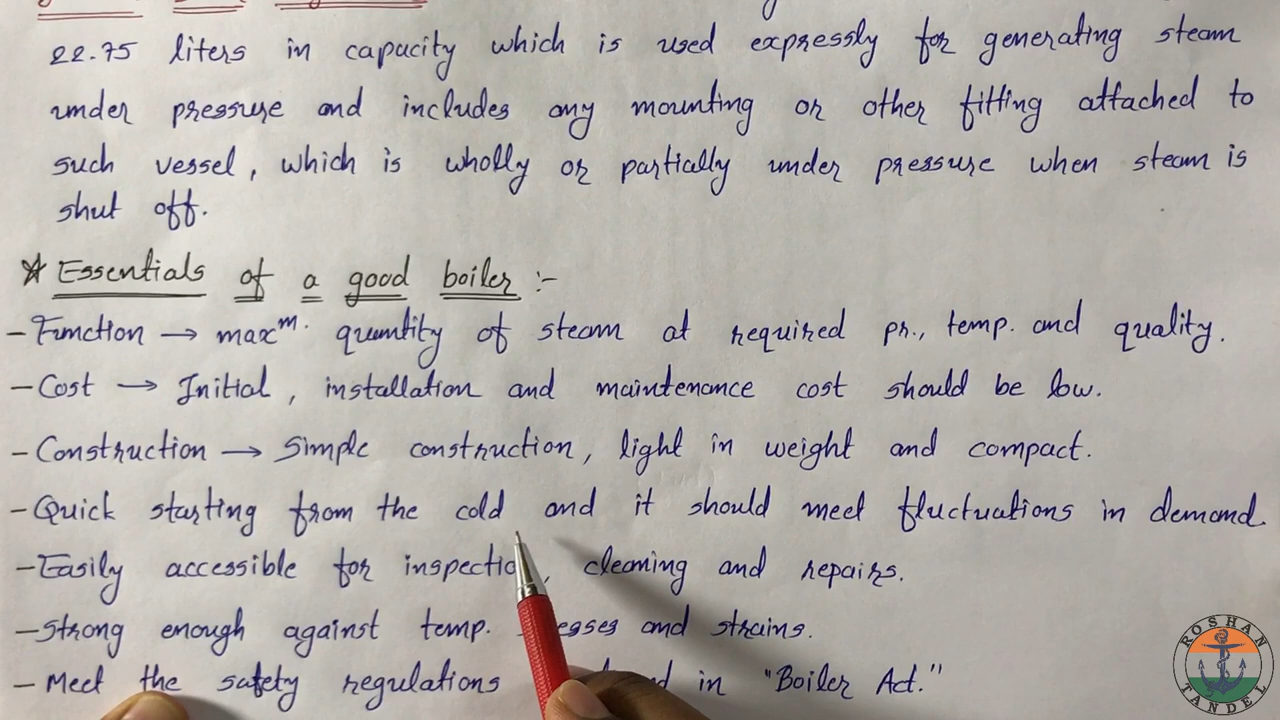 22.75 liters in capacity which is used expressly for generating steam
under pressure and includes any mounting or other fitting attached to
such vessel, which is wholly or partially under pressure when steam is
shut off.
☆ Essentials of a good boiler :-
- Function → maxᵐ. quantity of steam at required pr., temp. and quality.
- Cost → Initial, installation and maintenance cost should be low.
- Construction → Simple construction, light in weight and compact.
- Quick starting from the cold and it should meet fluctuations in demand.
- Easily accessible for inspection, cleaning and repairs.
- Strong enough against temp. and strains.
- Meet the safety regulations in "Boiler Act."
ROSHAN
TANDEL